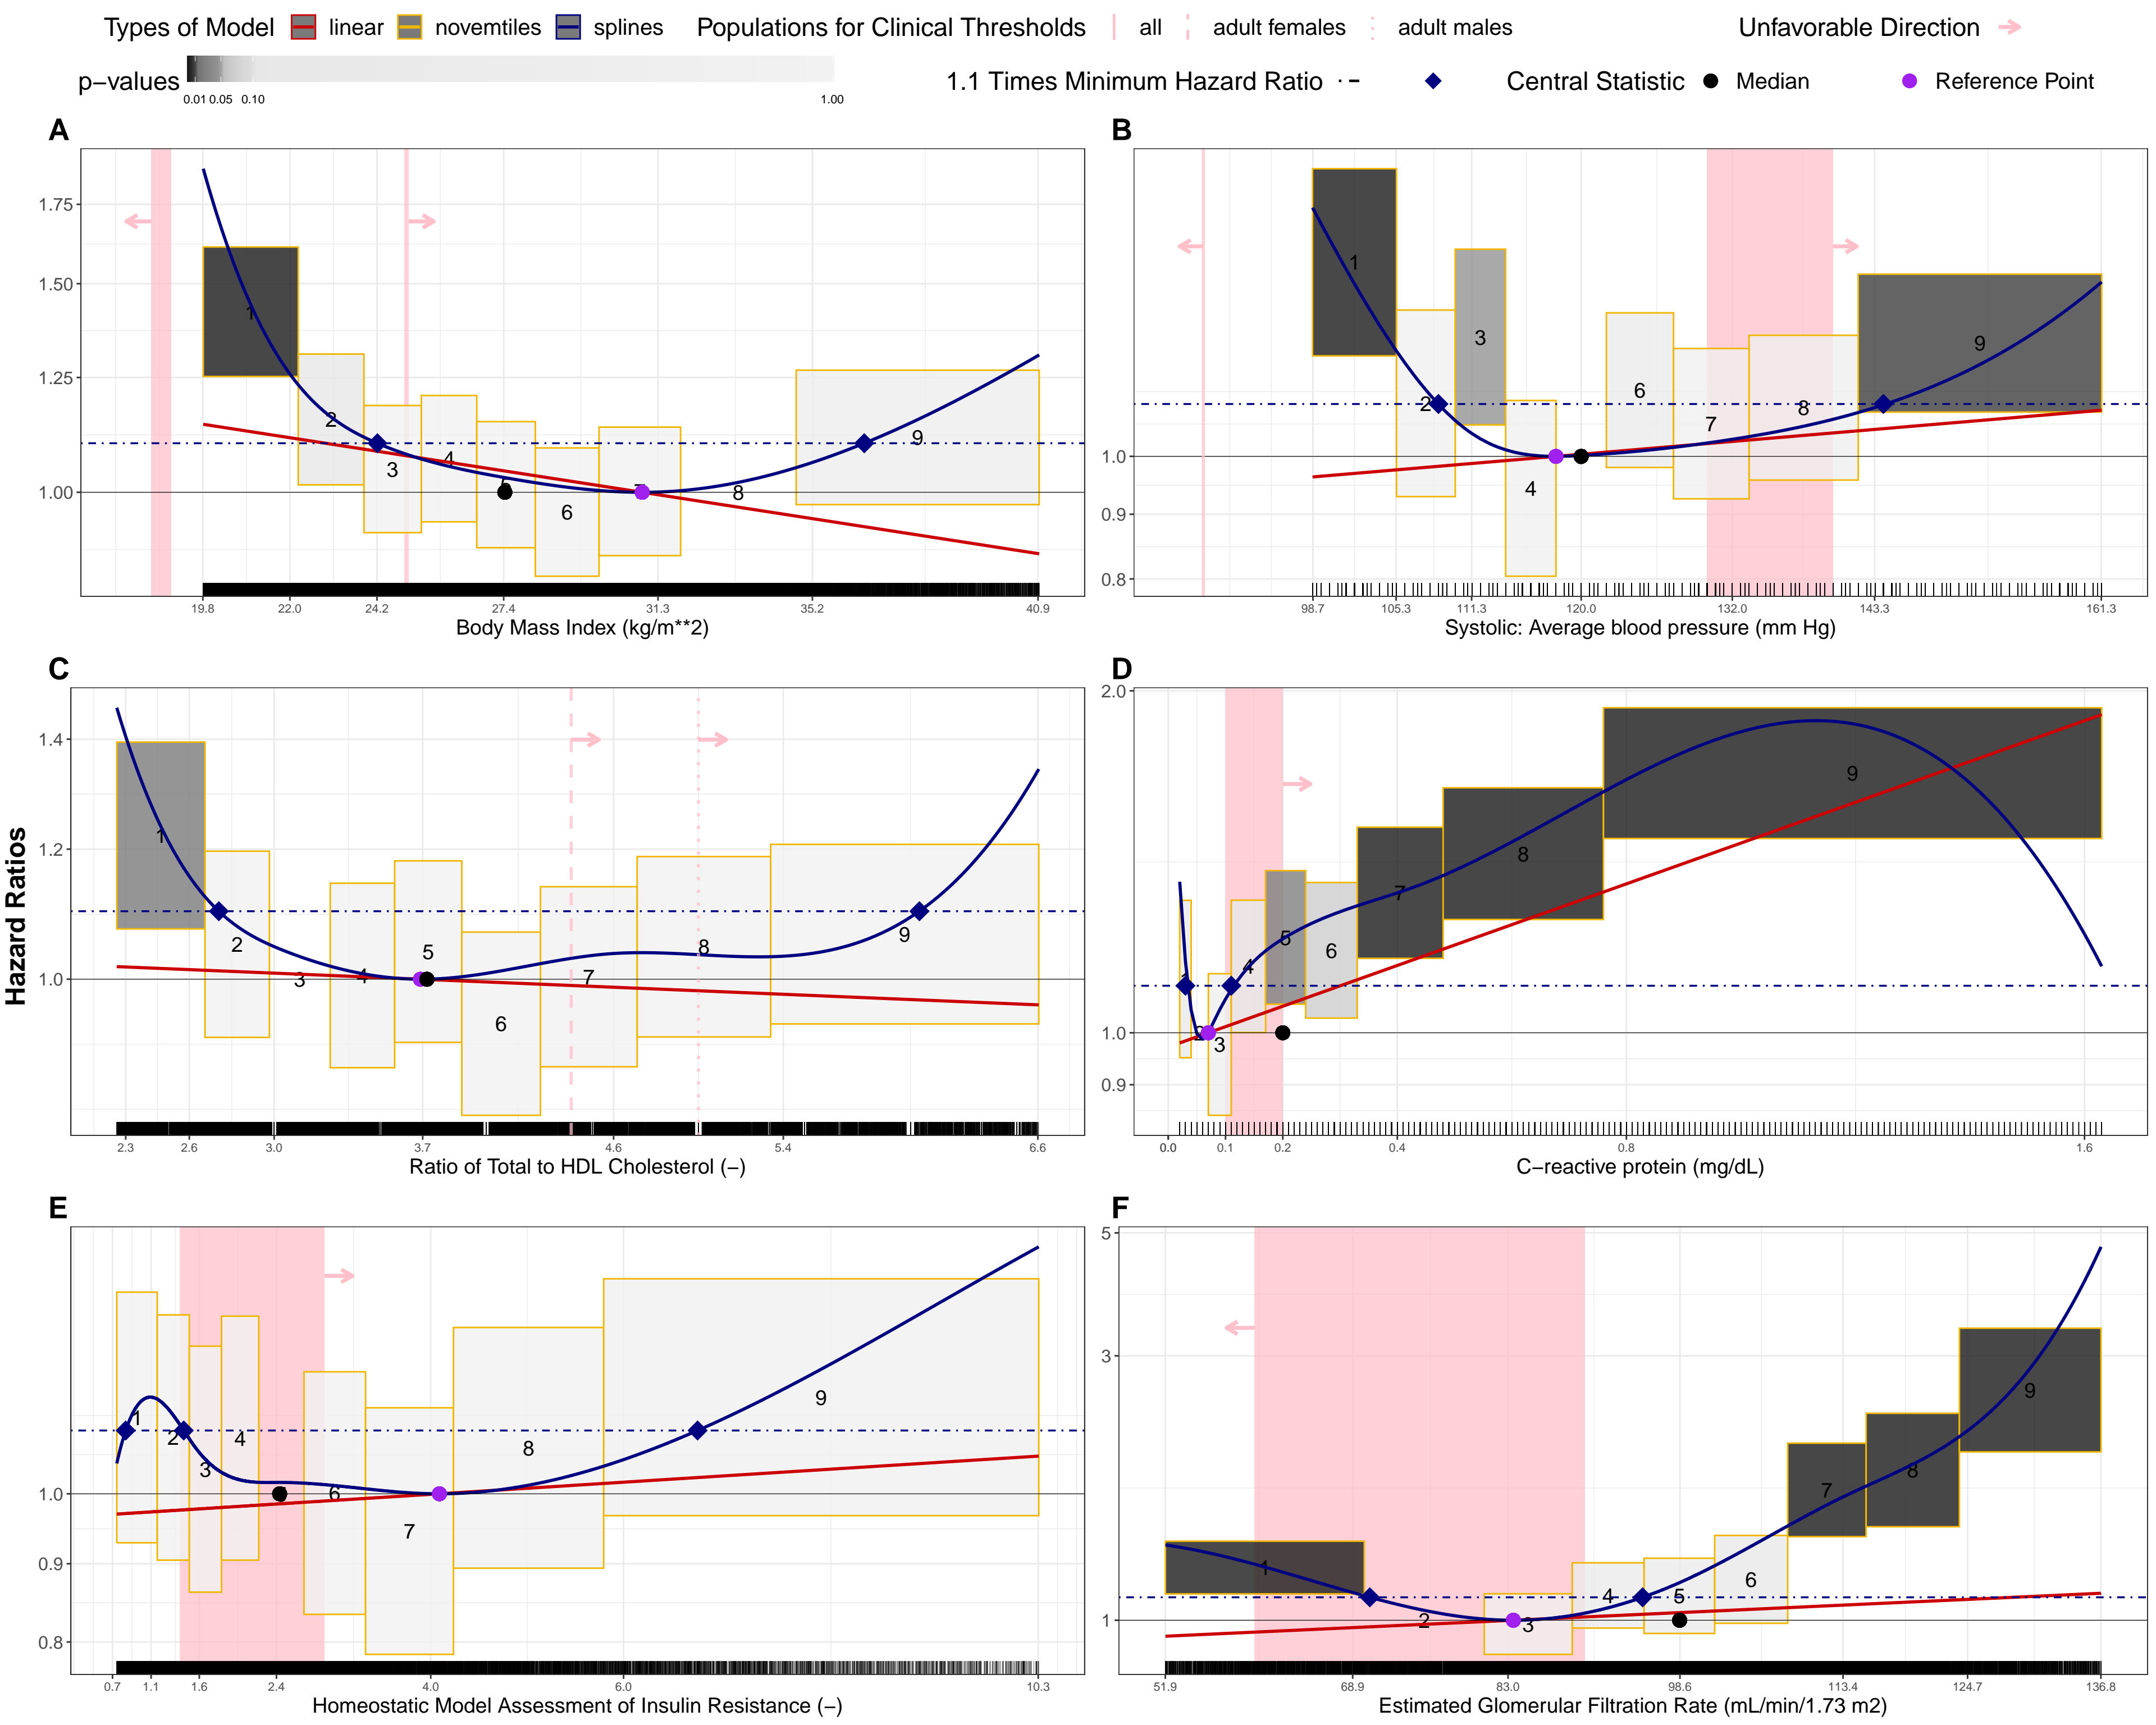 Types of Model linear novemtiles splines Populations for Clinical Thresholds all adult females adult males Unfavorable Direction
p−values 1.1 Times Minimum Hazard Ratio Central Statistic Median Reference Point
0.01 0.05 0.10 1.00
Hazard Ratios
A
1.75
1.50
1.25
1.00
1 2 3 4 6 8 9
19.8 22.0 24.2 27.4 31.3 35.2 40.9
Body Mass Index (kg/m**2)
B
1.0
0.9
0.8
1 2 3 4 6 7 8 9
98.7 105.3 111.3 120.0 132.0 143.3 161.3
Systolic: Average blood pressure (mm Hg)
C
1.4
1.2
1.0
1 2 3 4 5 6 7 8 9
2.3 2.6 3.0 3.7 4.6 5.4 6.6
Ratio of Total to HDL Cholesterol (−)
D
2.0
1.0
0.9
1 2 3 4 5 6 7 8 9
0.0 0.1 0.2 0.4 0.8 1.6
C−reactive protein (mg/dL)
E
1.0
0.9
0.8
1 2 3 4 6 7 8 9
0.7 1.1 1.6 2.4 4.0 6.0 10.3
Homeostatic Model Assessment of Insulin Resistance (−)
F
5
3
1
1 2 3 4 5 6 7 8 9
51.9 68.9 83.0 98.6 113.4 124.7 136.8
Estimated Glomerular Filtration Rate (mL/min/1.73 m2)